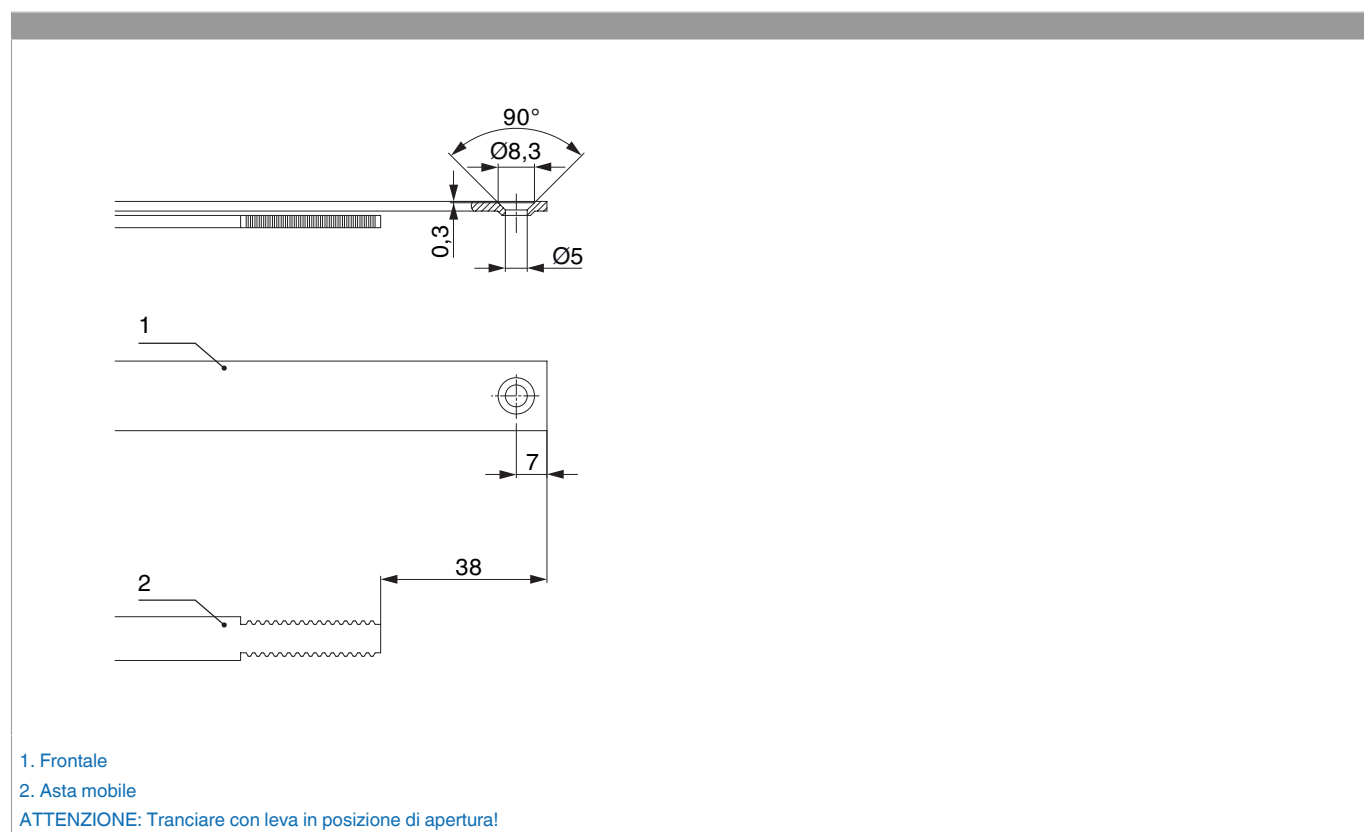 90°
Ø8,3
0,3
Ø5
1
7
38
2
1. Frontale
2. Asta mobile
ATTENZIONE: Tranciare con leva in posizione di apertura!